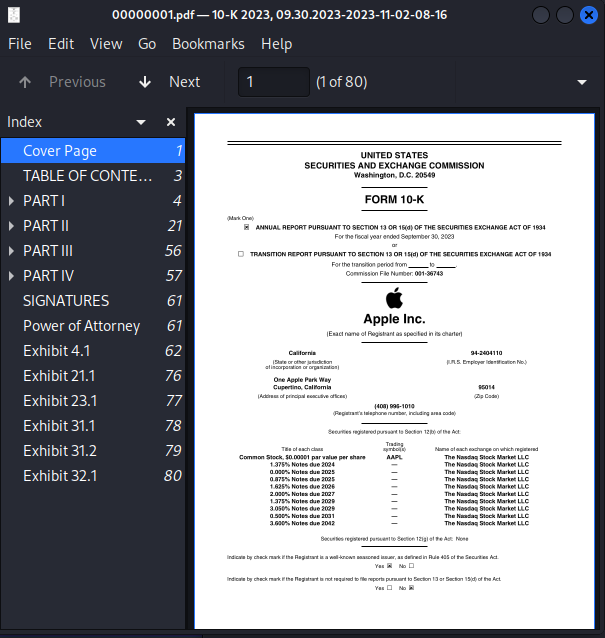 00000001.pdf — 10-K 2023, 09.30.2023-2023-11-02-08-16
File Edit View Go Bookmarks Help
Previous Next 1 (1 of 80)
Index
Cover Page 1
TABLE OF CONTE... 3
PART I 4
PART II 21
PART III 56
PART IV 57
SIGNATURES 61
Power of Attorney 61
Exhibit 4.1 62
Exhibit 21.1 76
Exhibit 23.1 77
Exhibit 31.1 78
Exhibit 31.2 79
Exhibit 32.1 80
UNITED STATES
SECURITIES AND EXCHANGE COMMISSION
Washington, D.C. 20549
FORM 10-K
(Mark One)
☒ ANNUAL REPORT PURSUANT TO SECTION 13 OR 15(d) OF THE SECURITIES EXCHANGE ACT OF 1934
For the fiscal year ended September 30, 2023
or
☐ TRANSITION REPORT PURSUANT TO SECTION 13 OR 15(d) OF THE SECURITIES EXCHANGE ACT OF 1934
For the transition period from ______ to ______.
Commission File Number: 001-36743
Apple Inc.
(Exact name of Registrant as specified in its charter)
California 94-2404110
(State or other jurisdiction (I.R.S. Employer Identification No.)
of incorporation or organization)
One Apple Park Way
Cupertino, California 95014
(Address of principal executive offices) (Zip Code)
(408) 996-1010
(Registrant's telephone number, including area code)
Securities registered pursuant to Section 12(b) of the Act:
Title of each class Trading symbol(s) Name of each exchange on which registered
Common Stock, $0.00001 par value per share AAPL The Nasdaq Stock Market LLC
1.375% Notes due 2024 — The Nasdaq Stock Market LLC
0.000% Notes due 2025 — The Nasdaq Stock Market LLC
0.875% Notes due 2025 — The Nasdaq Stock Market LLC
1.625% Notes due 2026 — The Nasdaq Stock Market LLC
2.000% Notes due 2027 — The Nasdaq Stock Market LLC
1.375% Notes due 2029 — The Nasdaq Stock Market LLC
3.050% Notes due 2029 — The Nasdaq Stock Market LLC
0.500% Notes due 2031 — The Nasdaq Stock Market LLC
3.600% Notes due 2042 — The Nasdaq Stock Market LLC
Securities registered pursuant to Section 12(g) of the Act: None
Indicate by check mark if the Registrant is a well-known seasoned issuer, as defined in Rule 405 of the Securities Act.
Yes ☒ No ☐
Indicate by check mark if the Registrant is not required to file reports pursuant to Section 13 or Section 15(d) of the Act.
Yes ☐ No ☒